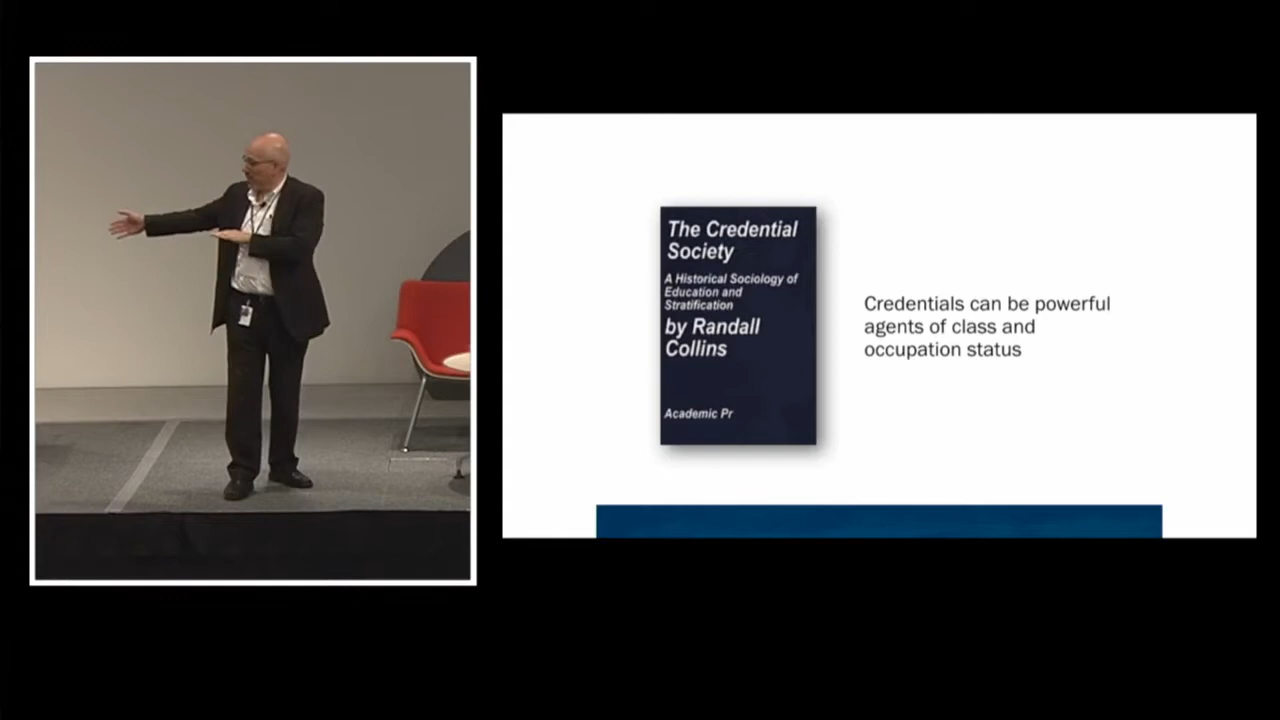 The Credential
Society
A Historical Sociology of
Education and
Stratification
by Randall
Collins
Academic Pr
Credentials can be powerful
agents of class and
occupation status